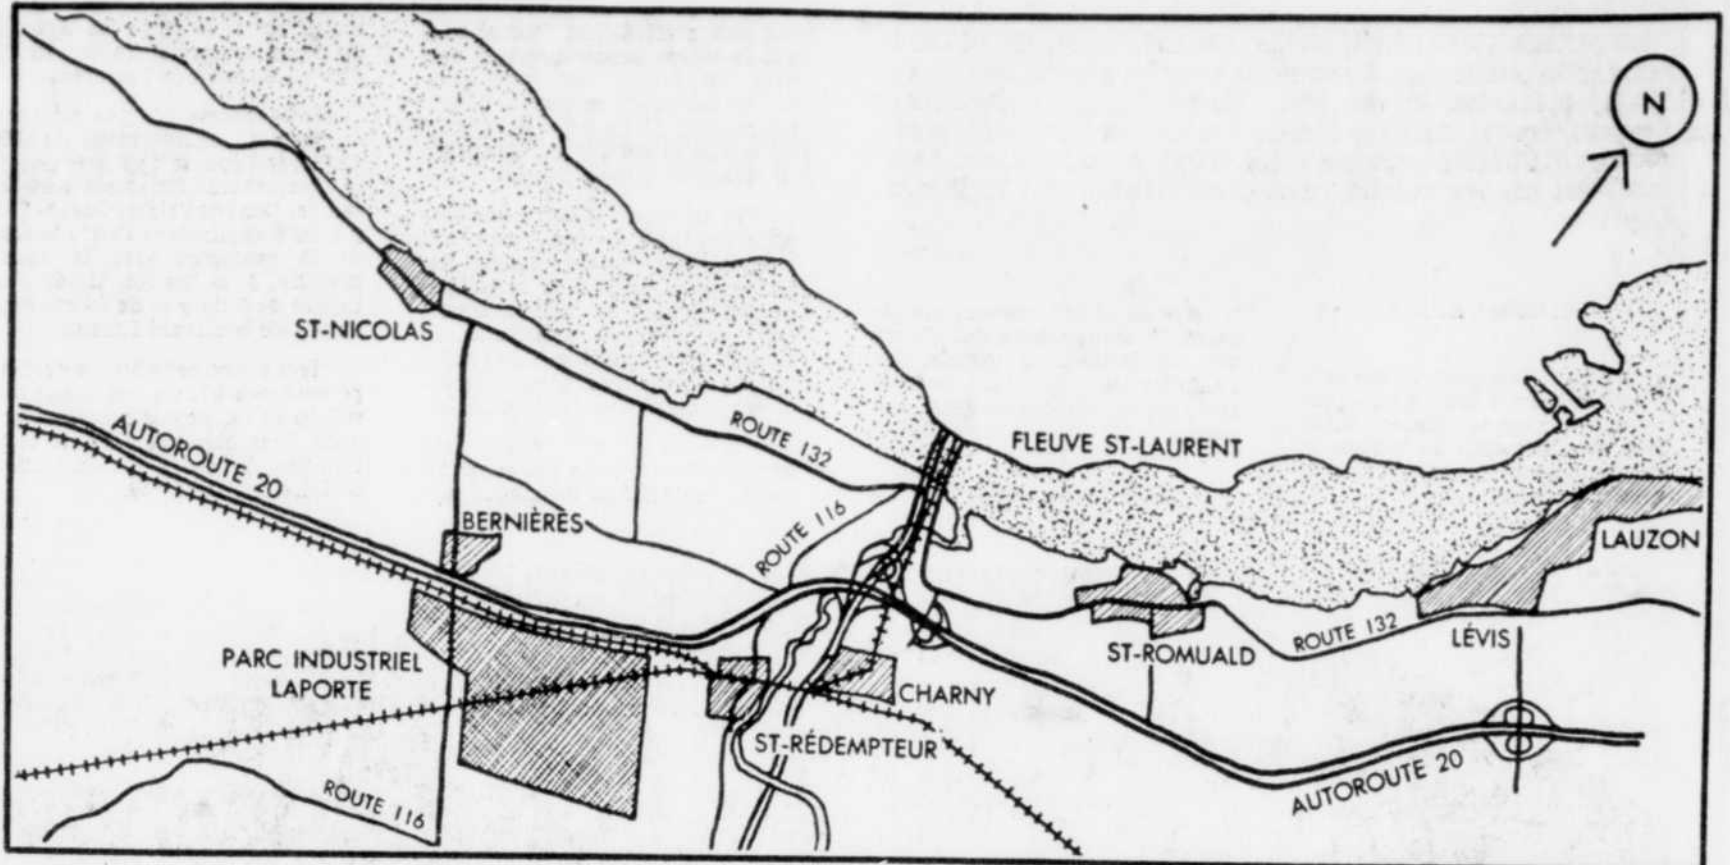 N
ST-NICOLAS
ROUTE 132
FLEUVE ST-LAURENT
AUTOROUTE 20
BERNIÈRES
ROUTE 116
LAUZON
ROUTE 132
LÉVIS
ST-ROMUALD
PARC INDUSTRIEL
LAPORTE
CHARNY
ST-RÉDEMPTEUR
AUTOROUTE 20
ROUTE 116